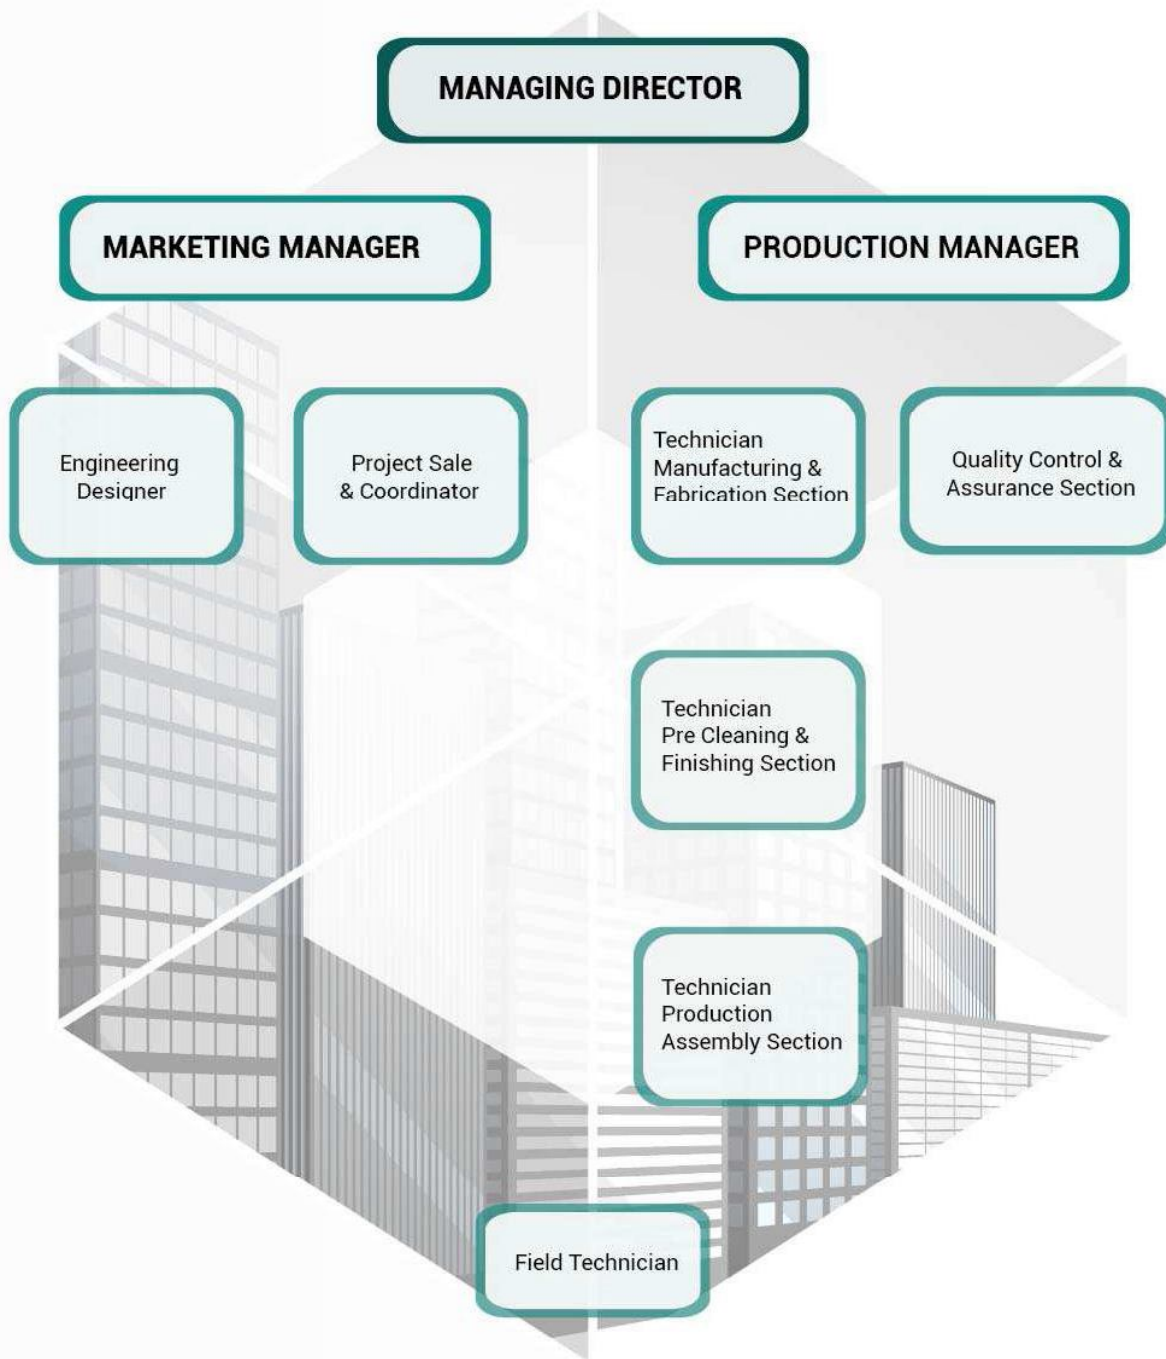 MANAGING DIRECTOR
MARKETING MANAGER
PRODUCTION MANAGER
Engineering
Designer
Project Sale
& Coordinator
Technician
Manufacturing &
Fabrication Section
Quality Control &
Assurance Section
Technician
Pre Cleaning &
Finishing Section
Technician
Production
Assembly Section
Field Technician